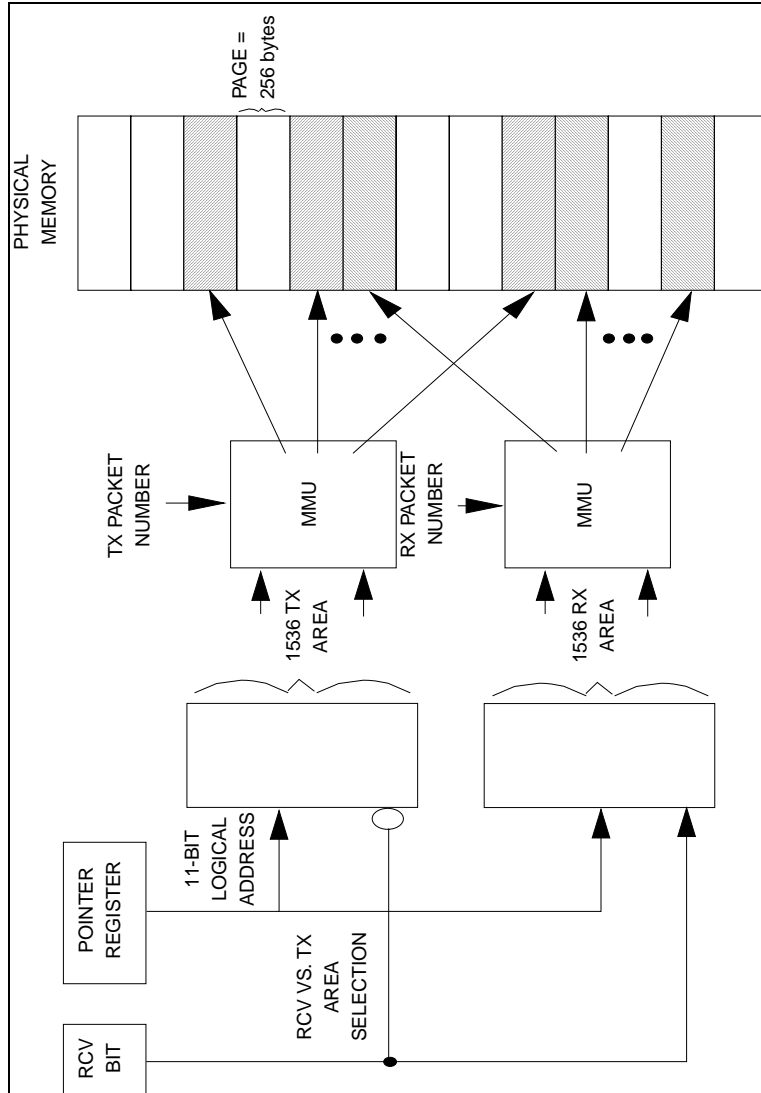 RCV
BIT
POINTER
REGISTER
RCV VS. TX
AREA
SELECTION
11-BIT
LOGICAL
ADDRESS
1536 TX
AREA
1536 RX
AREA
TX PACKET
NUMBER
MMU
RX PACKET
NUMBER
MMU
PHYSICAL
MEMORY
PAGE =
256 bytes